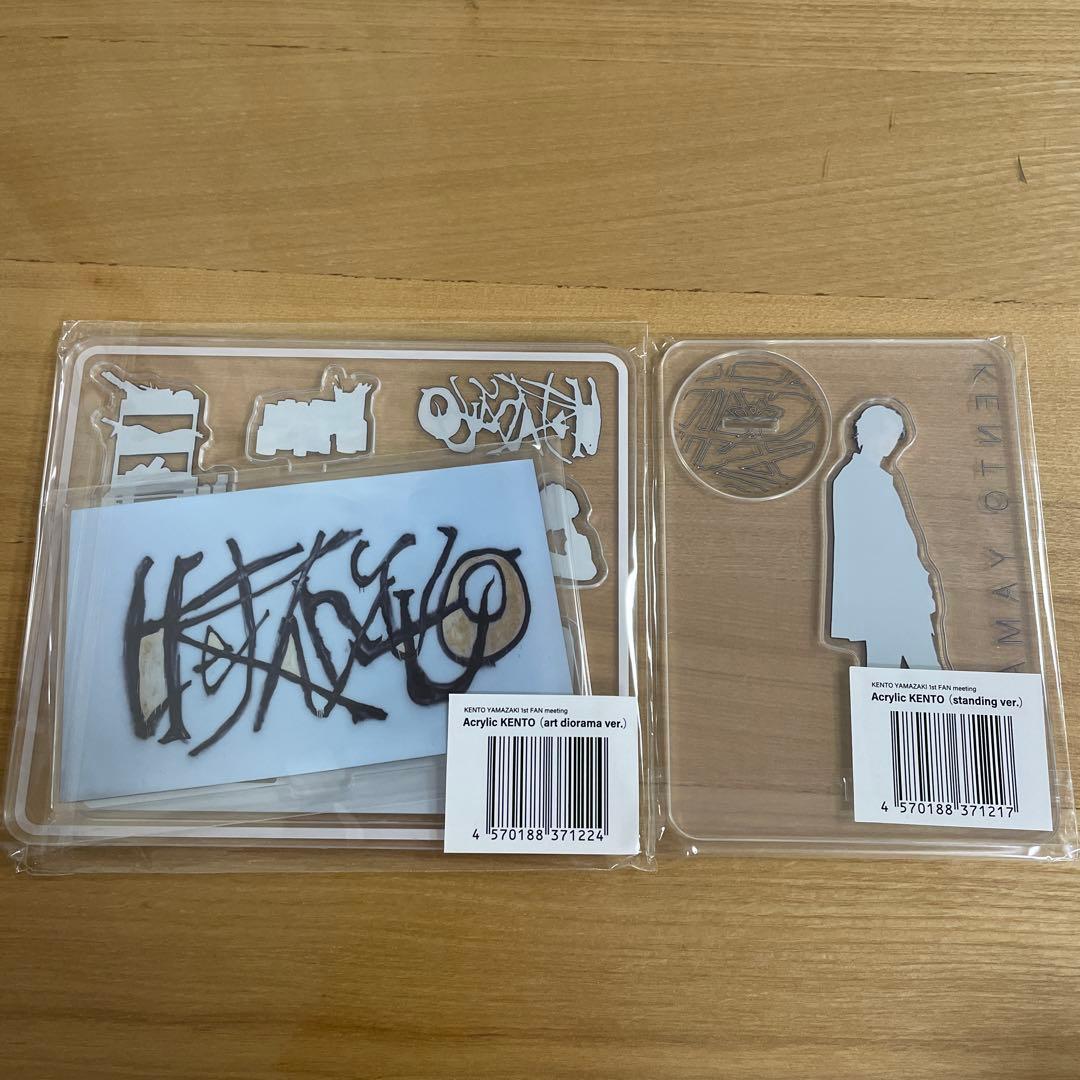 KENTO YAMAZAKI 1st FAN meeting
Acrylic KENTO（art diorama ver.）
4 570188 371224
KENTO YAMA
KENTO YAMAZAKI 1st FAN meeting
Acrylic KENTO（standing ver.）
4 570188 371217